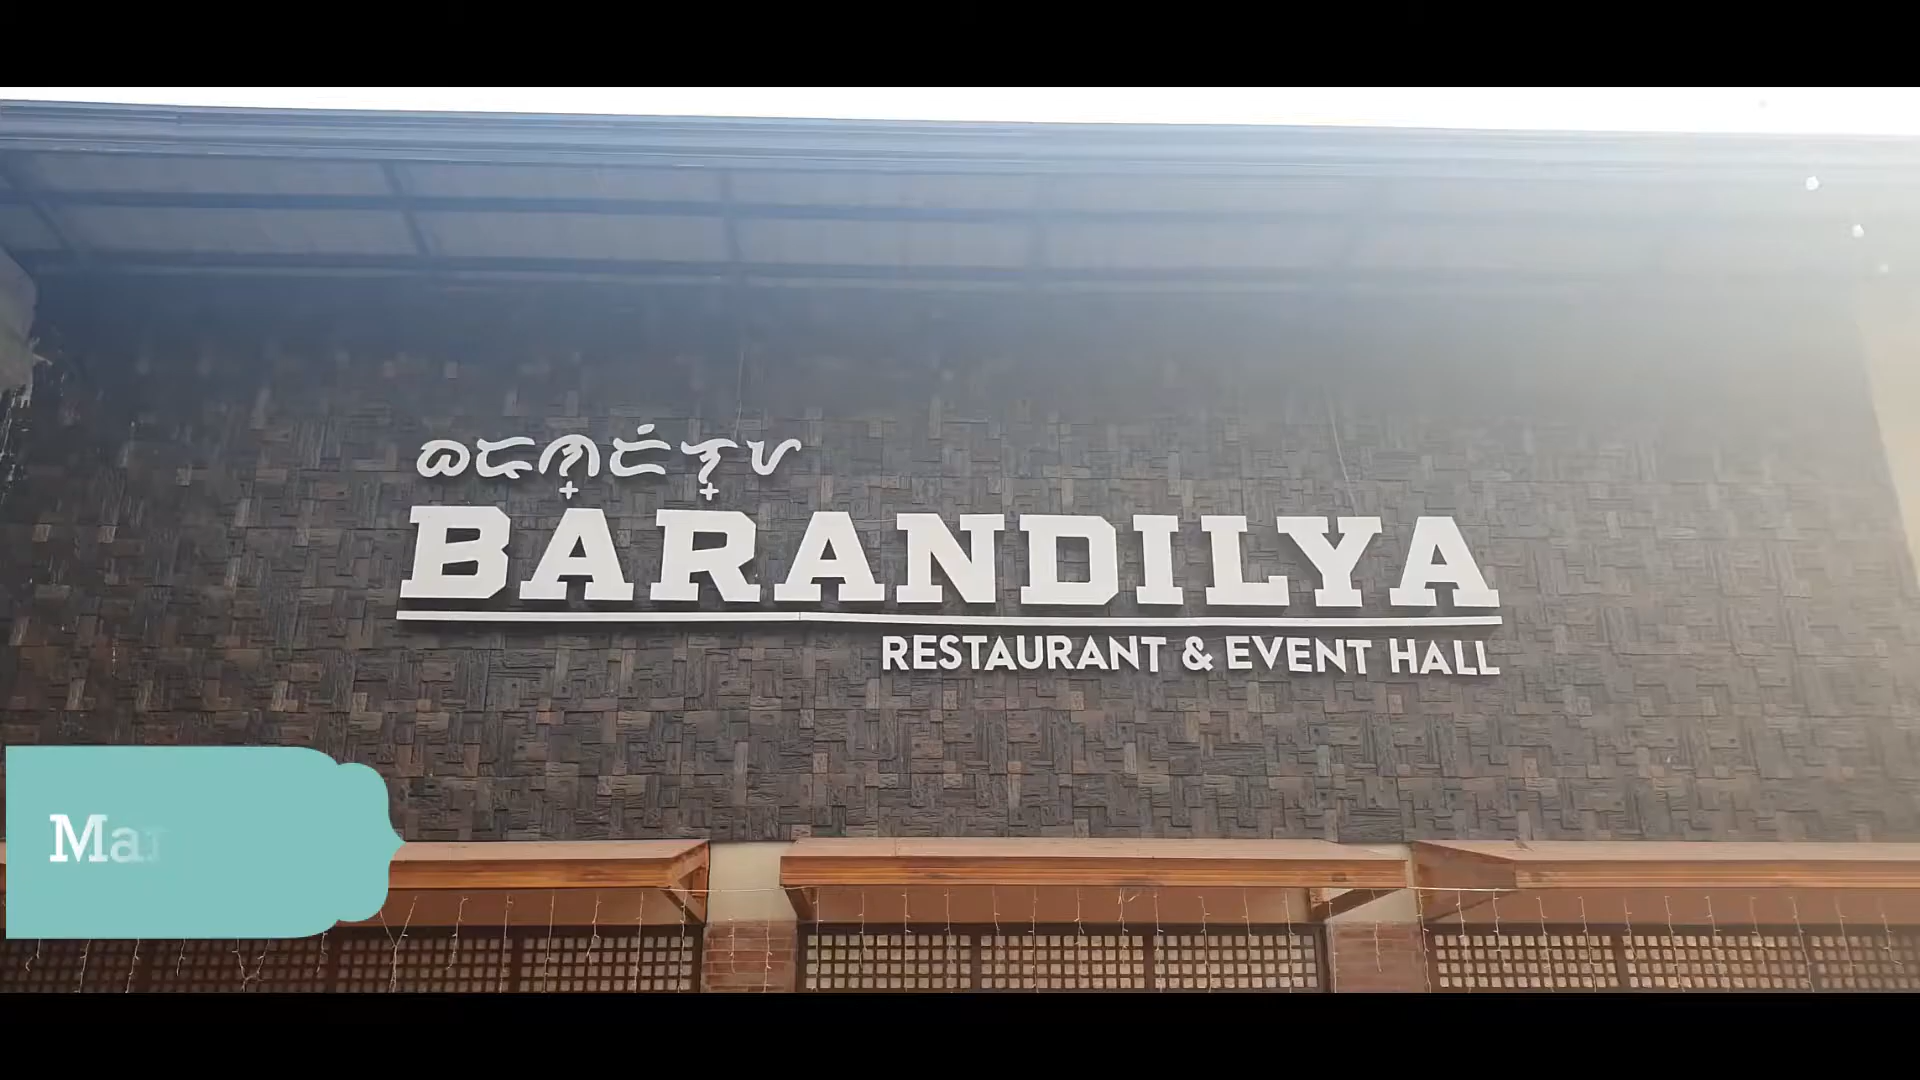 ᜊᜇᜈ᜔ᜇᜒᜎ᜔ᜌ
BARANDILYA
RESTAURANT & EVENT HALL